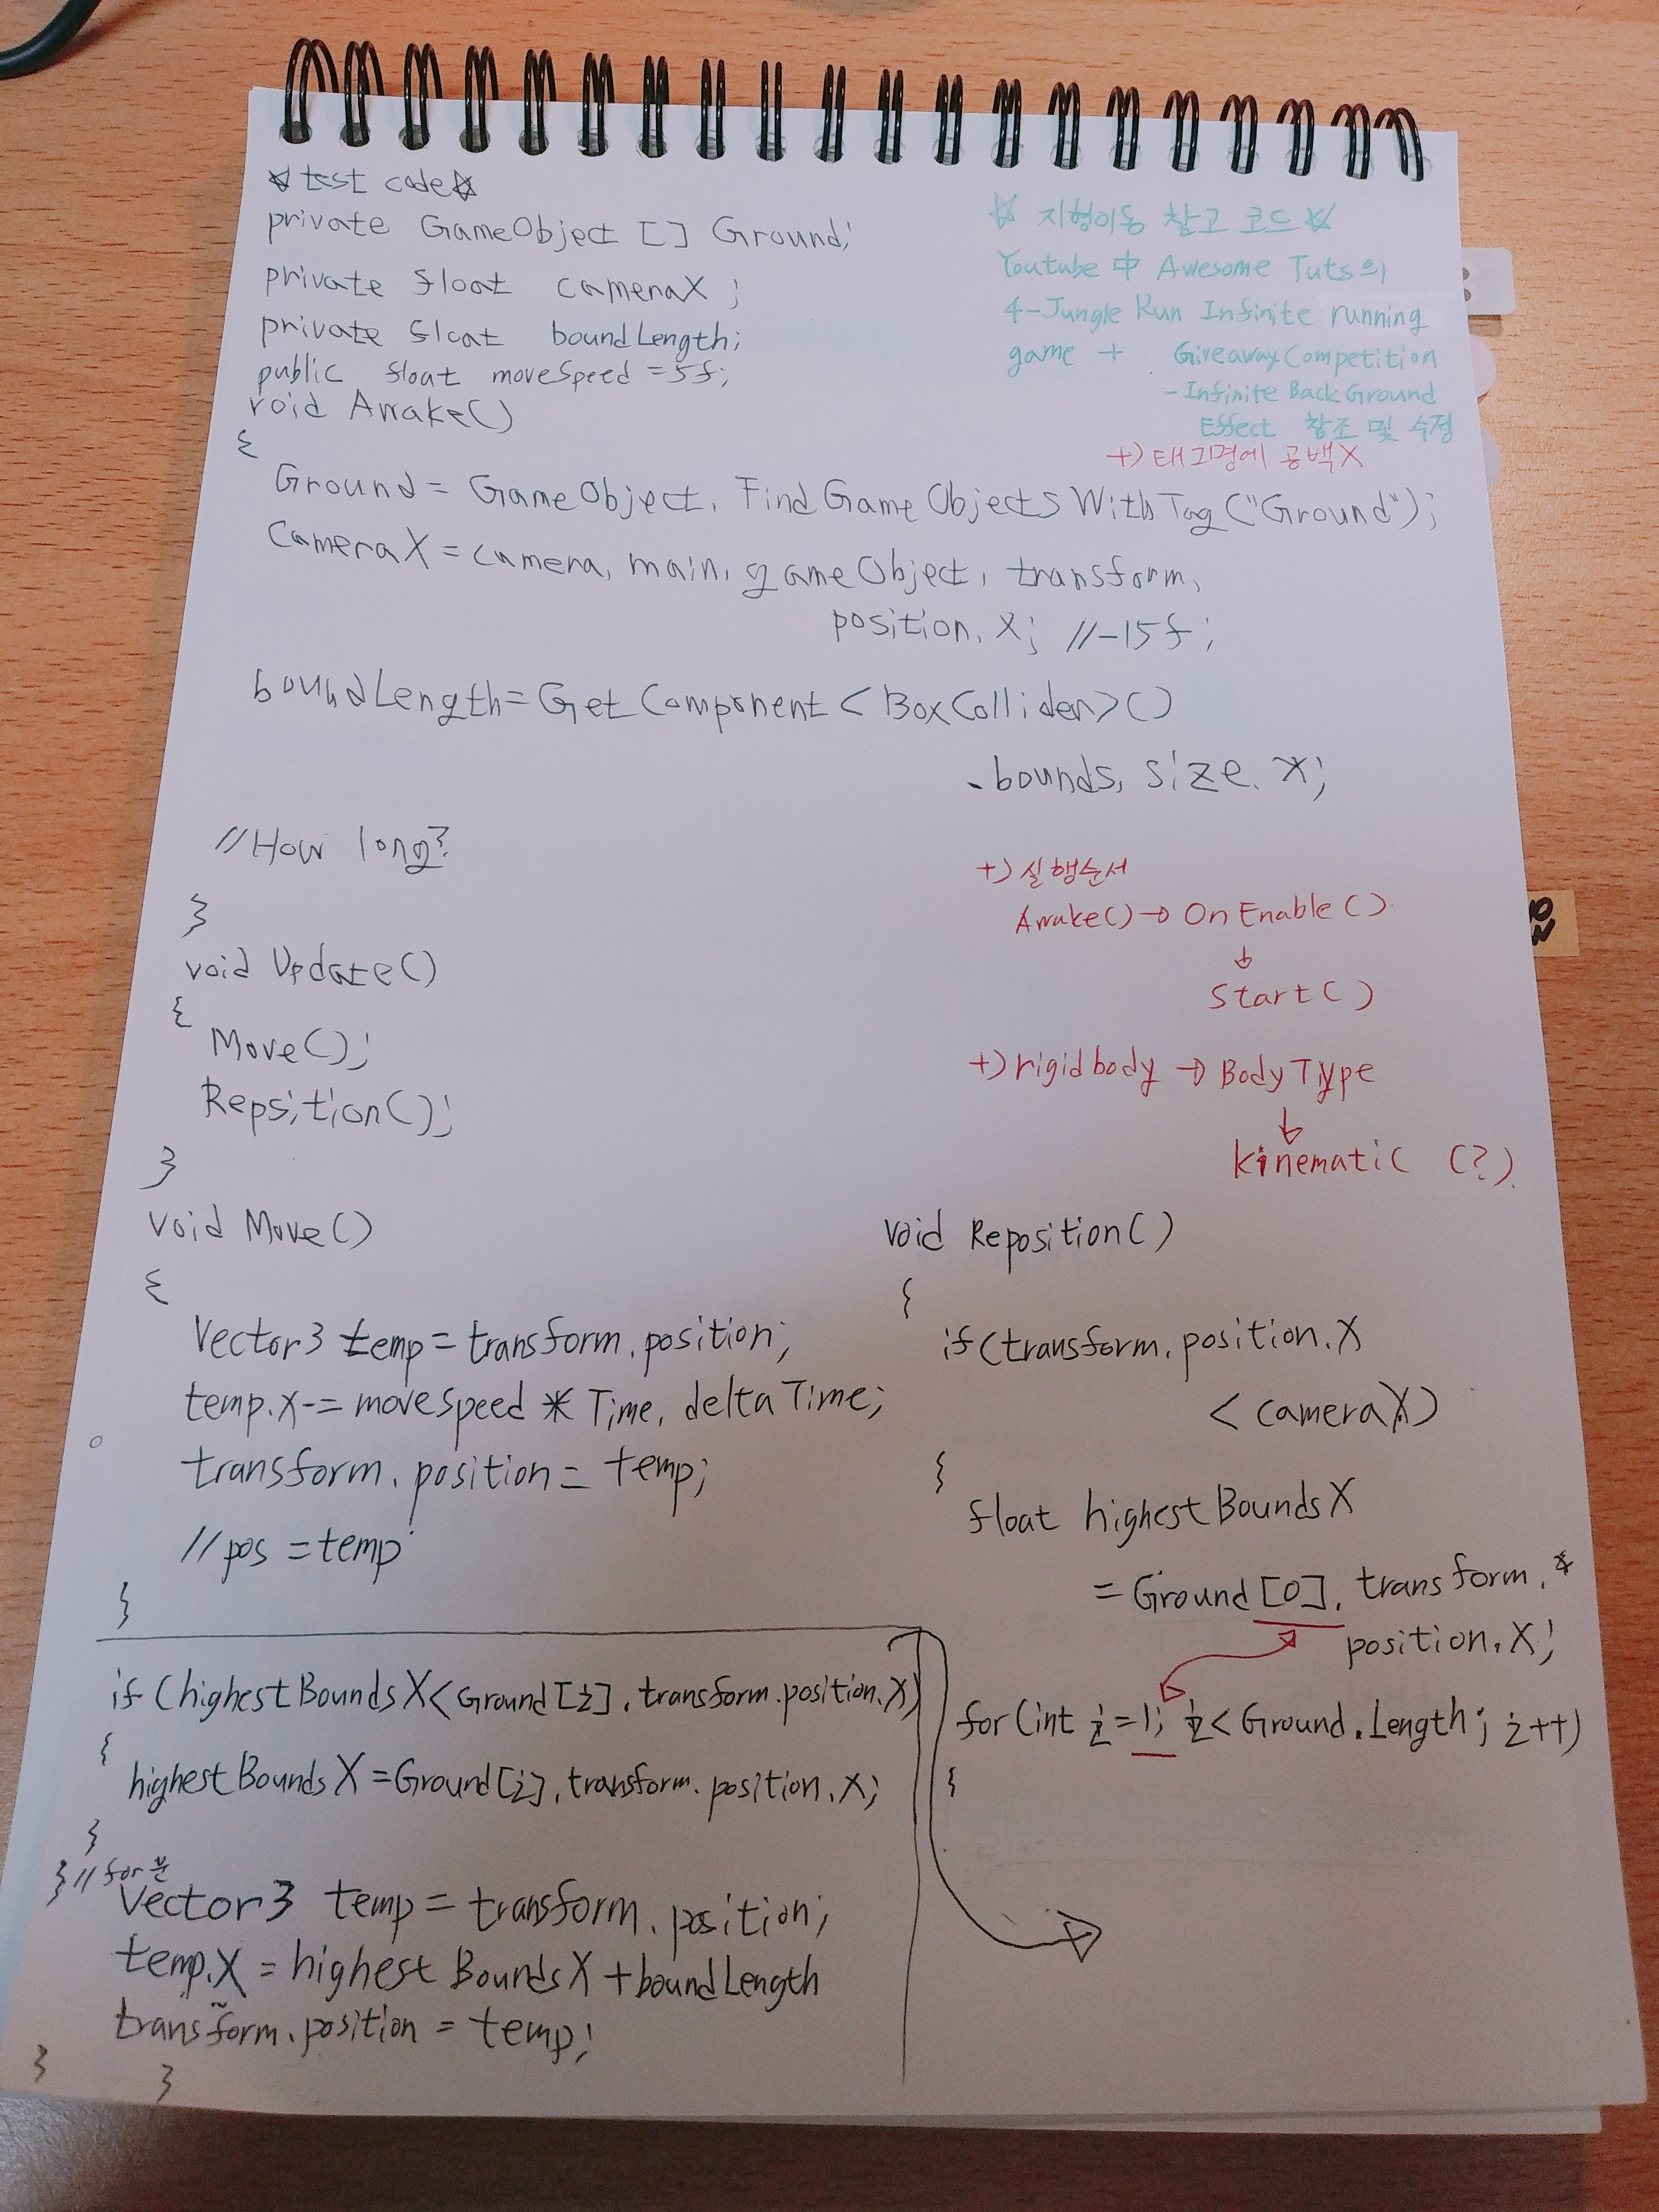 ☆test code☆
private GameObject [] Ground;
private float cameraX ;
private float boundLength;
public float moveSpeed =5f;
void Awake()
{
Ground = GameObject. FindGameObjectsWithTag ("Ground");
CameraX = camera. main. gameObject. transform.
position. X; //-15f ;
boundLength= GetComponent < BoxCollider>()
.bounds. size. x;
//How long?
}
void Update()
{
Move();
Repsition();
}
void Move()
{
Vector3 temp = transform. position;
temp.x -= moveSpeed * Time. deltaTime;
transform. position = temp;
//pos = temp
}
☆ 지형이동 참고 코드☆
Youtube 中 Awesome Tuts의
4-Jungle Run Infinite running
game + Giveaway Competition
- Infinite BackGround
Effect 참조 및 수정
+) 태그명에 공백X
+) 실행순서
Awake() → OnEnable ()
↓
Start( )
+) rigidbody → BodyType
↓
kinematic (?)
void Reposition()
{
if(transform. position. X
< cameraX)
{
float highestBoundsX
= Ground [0]. transform.
position. X;
for(int i=1; i< Ground. Length; i++)
{
if (highestBoundsX< Ground[i]. transform. position. X)
{
highestBoundsX = Ground[i]. transform. position. X;
}
} // for문
Vector3 temp = transform. position;
temp.X = highestBoundsX + boundLength
transform. position = temp;
} }